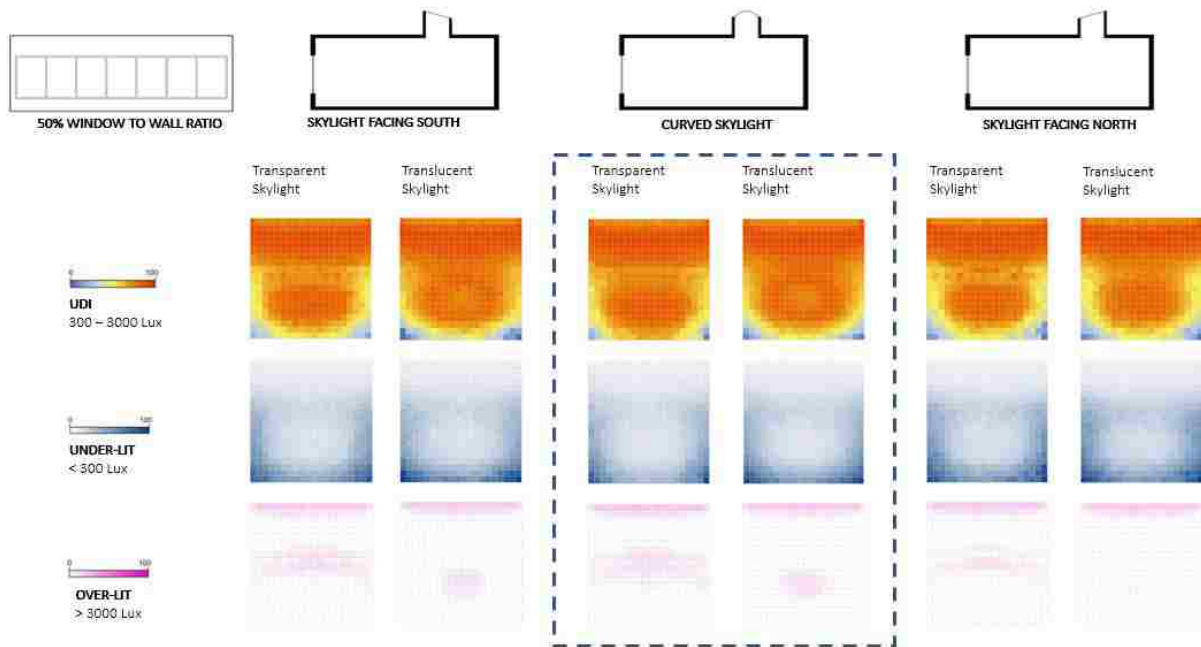 50% WINDOW TO WALL RATIO
SKYLIGHT FACING SOUTH
CURVED SKYLIGHT
SKYLIGHT FACING NORTH
Transparent
Skylight
Translucent
Skylight
Transparent
Skylight
Translucent
Skylight
Transparent
Skylight
Translucent
Skylight
0 100
UDI
300 – 3000 Lux
0 100
UNDER-LIT
< 300 Lux
0 100
OVER-LIT
> 3000 Lux